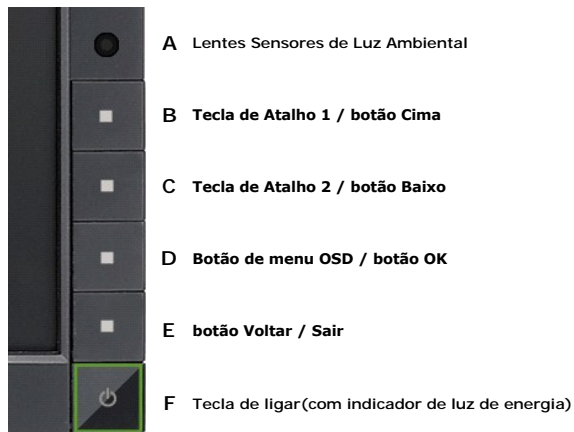 A Lentes Sensores de Luz Ambiental
B Tecla de Atalho 1 / botão Cima
C Tecla de Atalho 2 / botão Baixo
D Botão de menu OSD / botão OK
E botão Voltar / Sair
F Tecla de ligar(com indicador de luz de energia)